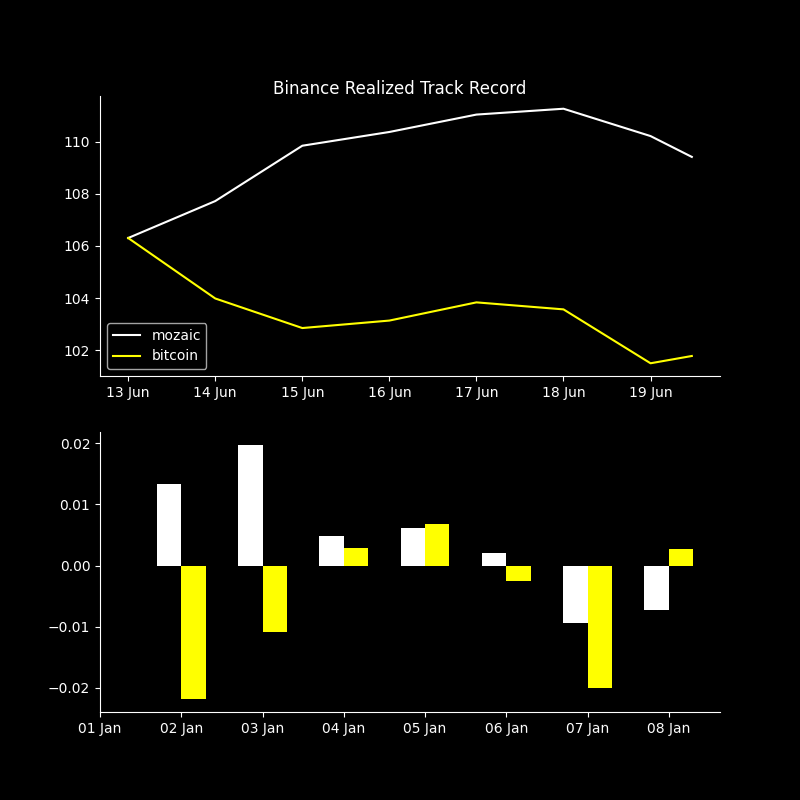 Binance Realized Track Record
110
108
106
104
102
mozaic
bitcoin
13 Jun 14 Jun 15 Jun 16 Jun 17 Jun 18 Jun 19 Jun
0.02
0.01
0.00
−0.01
−0.02
01 Jan 02 Jan 03 Jan 04 Jan 05 Jan 06 Jan 07 Jan 08 Jan